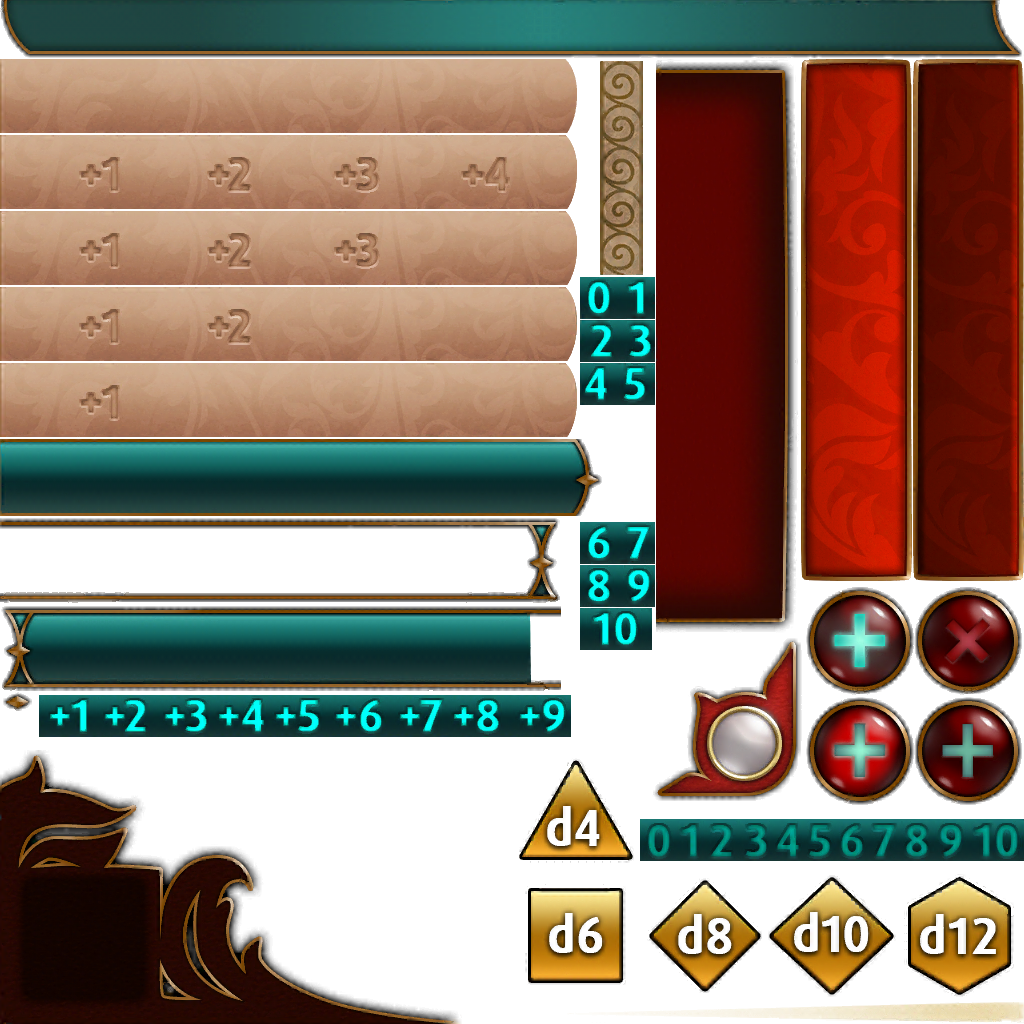 +1 +2 +3 +4
+1 +2 +3
+1 +2
+1
0 1
2 3
4 5
6 7
8 9
10
+1 +2 +3 +4 +5 +6 +7 +8 +9
d4
0 1 2 3 4 5 6 7 8 9 10
d6 d8 d10 d12